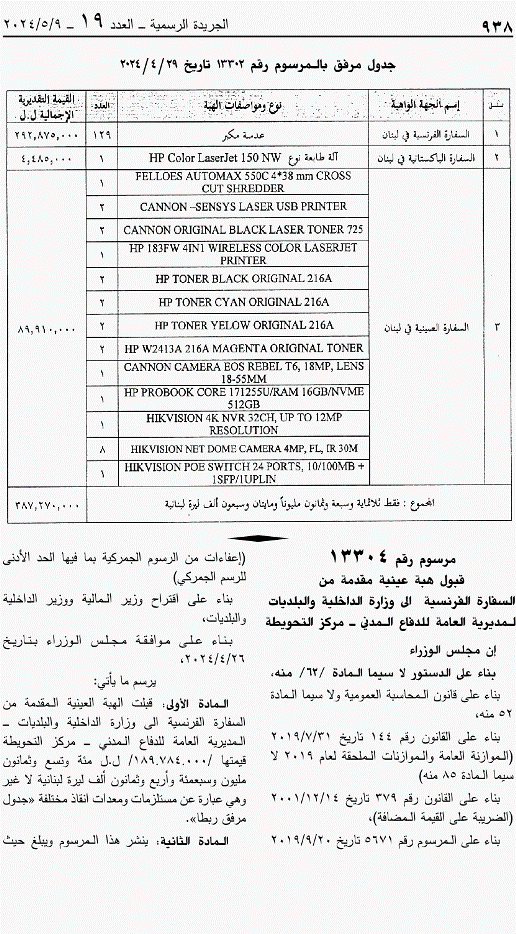 ٩٣٨
الجريدة الرسمية ــ العدد ١٩ ــ ٢٠٢٤/٥/٩
جدول مرفق بالمرسوم رقم ١٣٣٠٢ تاريخ ٢٠٢٤/٤/٢٩
إسم الجهة الواهبة
نوع ومواصفات الهبة
العدد
القيمة التقديرية
الإجمالية ل.ل
١ السفارة الفرنسية في لبنان عدسة مكبر ١٢٩ ٢٩٢,٨٧٥,٠٠٠
٢ السفارة الباكستانية في لبنان آلة طابعة نوع HP Color LaserJet 150 NW ١ ٤,٤٨٥,٠٠٠
٣ السفارة الصينية في لبنان
FELLOES AUTOMAX 550C 4*38 mm CROSS
CUT SHREDDER ١
CANNON –SENSYS LASER USB PRINTER ٢
CANNON ORIGINAL BLACK LASER TONER 725 ٢
HP 183FW 4IN1 WIRELESS COLOR LASERJET
PRINTER ١
HP TONER BLACK ORIGINAL 216A ٢
HP TONER CYAN ORIGINAL 216A ٢
HP TONER YELOW ORIGINAL 216A ٢
HP W2413A 216A MAGENTA ORIGINAL TONER ٢
CANNON CAMERA EOS REBEL T6, 18MP, LENS
18-55MM ١
HP PROBOOK CORE 171255U/RAM 16GB/NVME
512GB ١
HIKVISION 4K NVR 32CH, UP TO 12MP
RESOLUTION ١
HIKVISION NET DOME CAMERA 4MP, FL, IR 30M ٨
HIKVISION POE SWITCH 24 PORTS, 10/100MB +
1SFP/1UPLIN ١
٨٩,٩١٠,٠٠٠
المجموع : فقط ثلاثماية وسبعة وثمانون مليوناً ومايتان وسبعون ألف ليرة لبنانية ٣٨٧,٢٧٠,٠٠٠
مرسوم رقم ١٣٣٠٤
قبول هبة عينية مقدمة من
السفارة الفرنسية الى وزارة الداخلية والبلديات
لمديرية العامة للدفاع المدني ــ مركز التحويطة
إن مجلس الوزراء
بناء على الدستور لا سيما المادة /٦٢/ منه،
بناء على قانون المحاسبة العمومية ولا سيما المادة
٥٢ منه،
بناء على القانون رقم ١٤٤ تاريخ ٢٠١٩/٧/٣١
(الموازنة العامة والموازنات الملحقة لعام ٢٠١٩ لا
سيما المادة ٨٥ منه)
بناء على القانون رقم ٣٧٩ تاريخ ٢٠٠١/١٢/١٤
(الضريبة على القيمة المضافة)،
بناء على المرسوم رقم ٥٦٧١ تاريخ ٢٠١٩/٩/٢٠
(إعفاءات من الرسوم الجمركية بما فيها الحد الأدنى
للرسم الجمركي)
بناء على اقتراح وزير المالية ووزير الداخلية
والبلديات،
بناء على موافقة مجلس الوزراء بتاريخ
٢٠٢٤/٤/٢٦،
يرسم ما يأتي:
المادة الأولى: قبلت الهبة العينية المقدمة من
السفارة الفرنسية الى وزارة الداخلية والبلديات ــ
المديرية العامة للدفاع المدني ــ مركز التحويطة
قيمتها /١٨٩.٧٨٤.٠٠٠/ ل.ل مئة وتسع وثمانون
مليون وسبعمئة وأربع وثمانون ألف ليرة لبنانية لا غير
وهي عبارة عن مستلزمات ومعدات انقاذ مختلفة «جدول
مرفق ربطا».
المادة الثانية: ينشر هذا المرسوم ويبلغ حيث